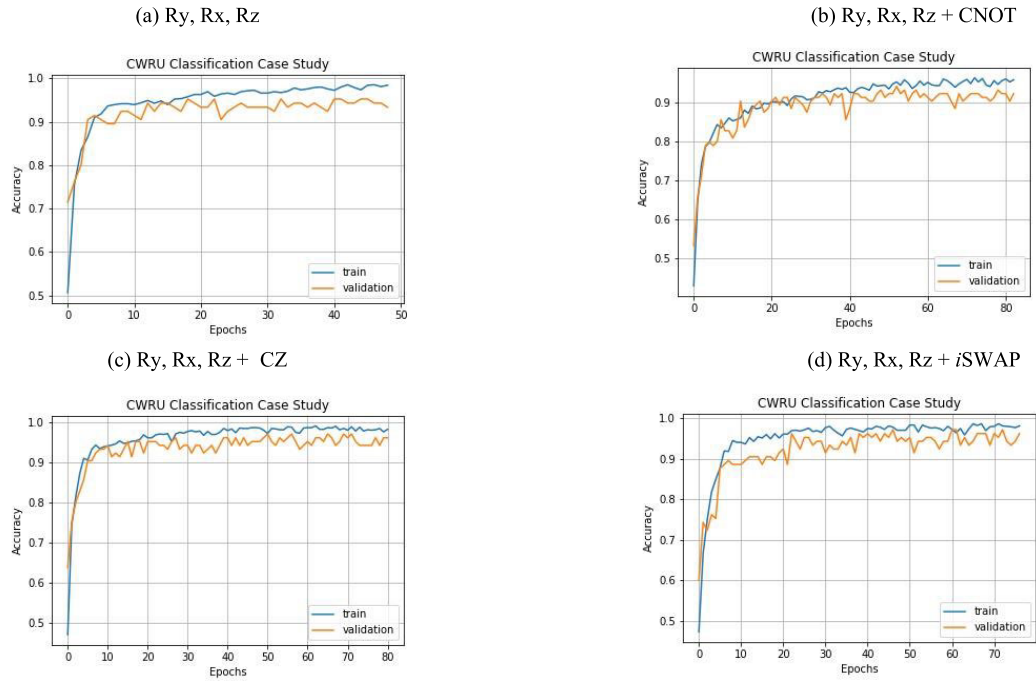 (a) Ry, Rx, Rz
CWRU Classification Case Study
1.0
0.9
0.8
0.7
0.6
0.5
Accuracy
train
validation
0 10 20 30 40 50
Epochs
(b) Ry, Rx, Rz + CNOT
CWRU Classification Case Study
0.9
0.8
0.7
0.6
0.5
Accuracy
train
validation
0 20 40 60 80
Epochs
(c) Ry, Rx, Rz + CZ
CWRU Classification Case Study
1.0
0.9
0.8
0.7
0.6
0.5
Accuracy
train
validation
0 10 20 30 40 50 60 70 80
Epochs
(d) Ry, Rx, Rz + iSWAP
CWRU Classification Case Study
1.0
0.9
0.8
0.7
0.6
0.5
Accuracy
train
validation
0 10 20 30 40 50 60 70
Epochs